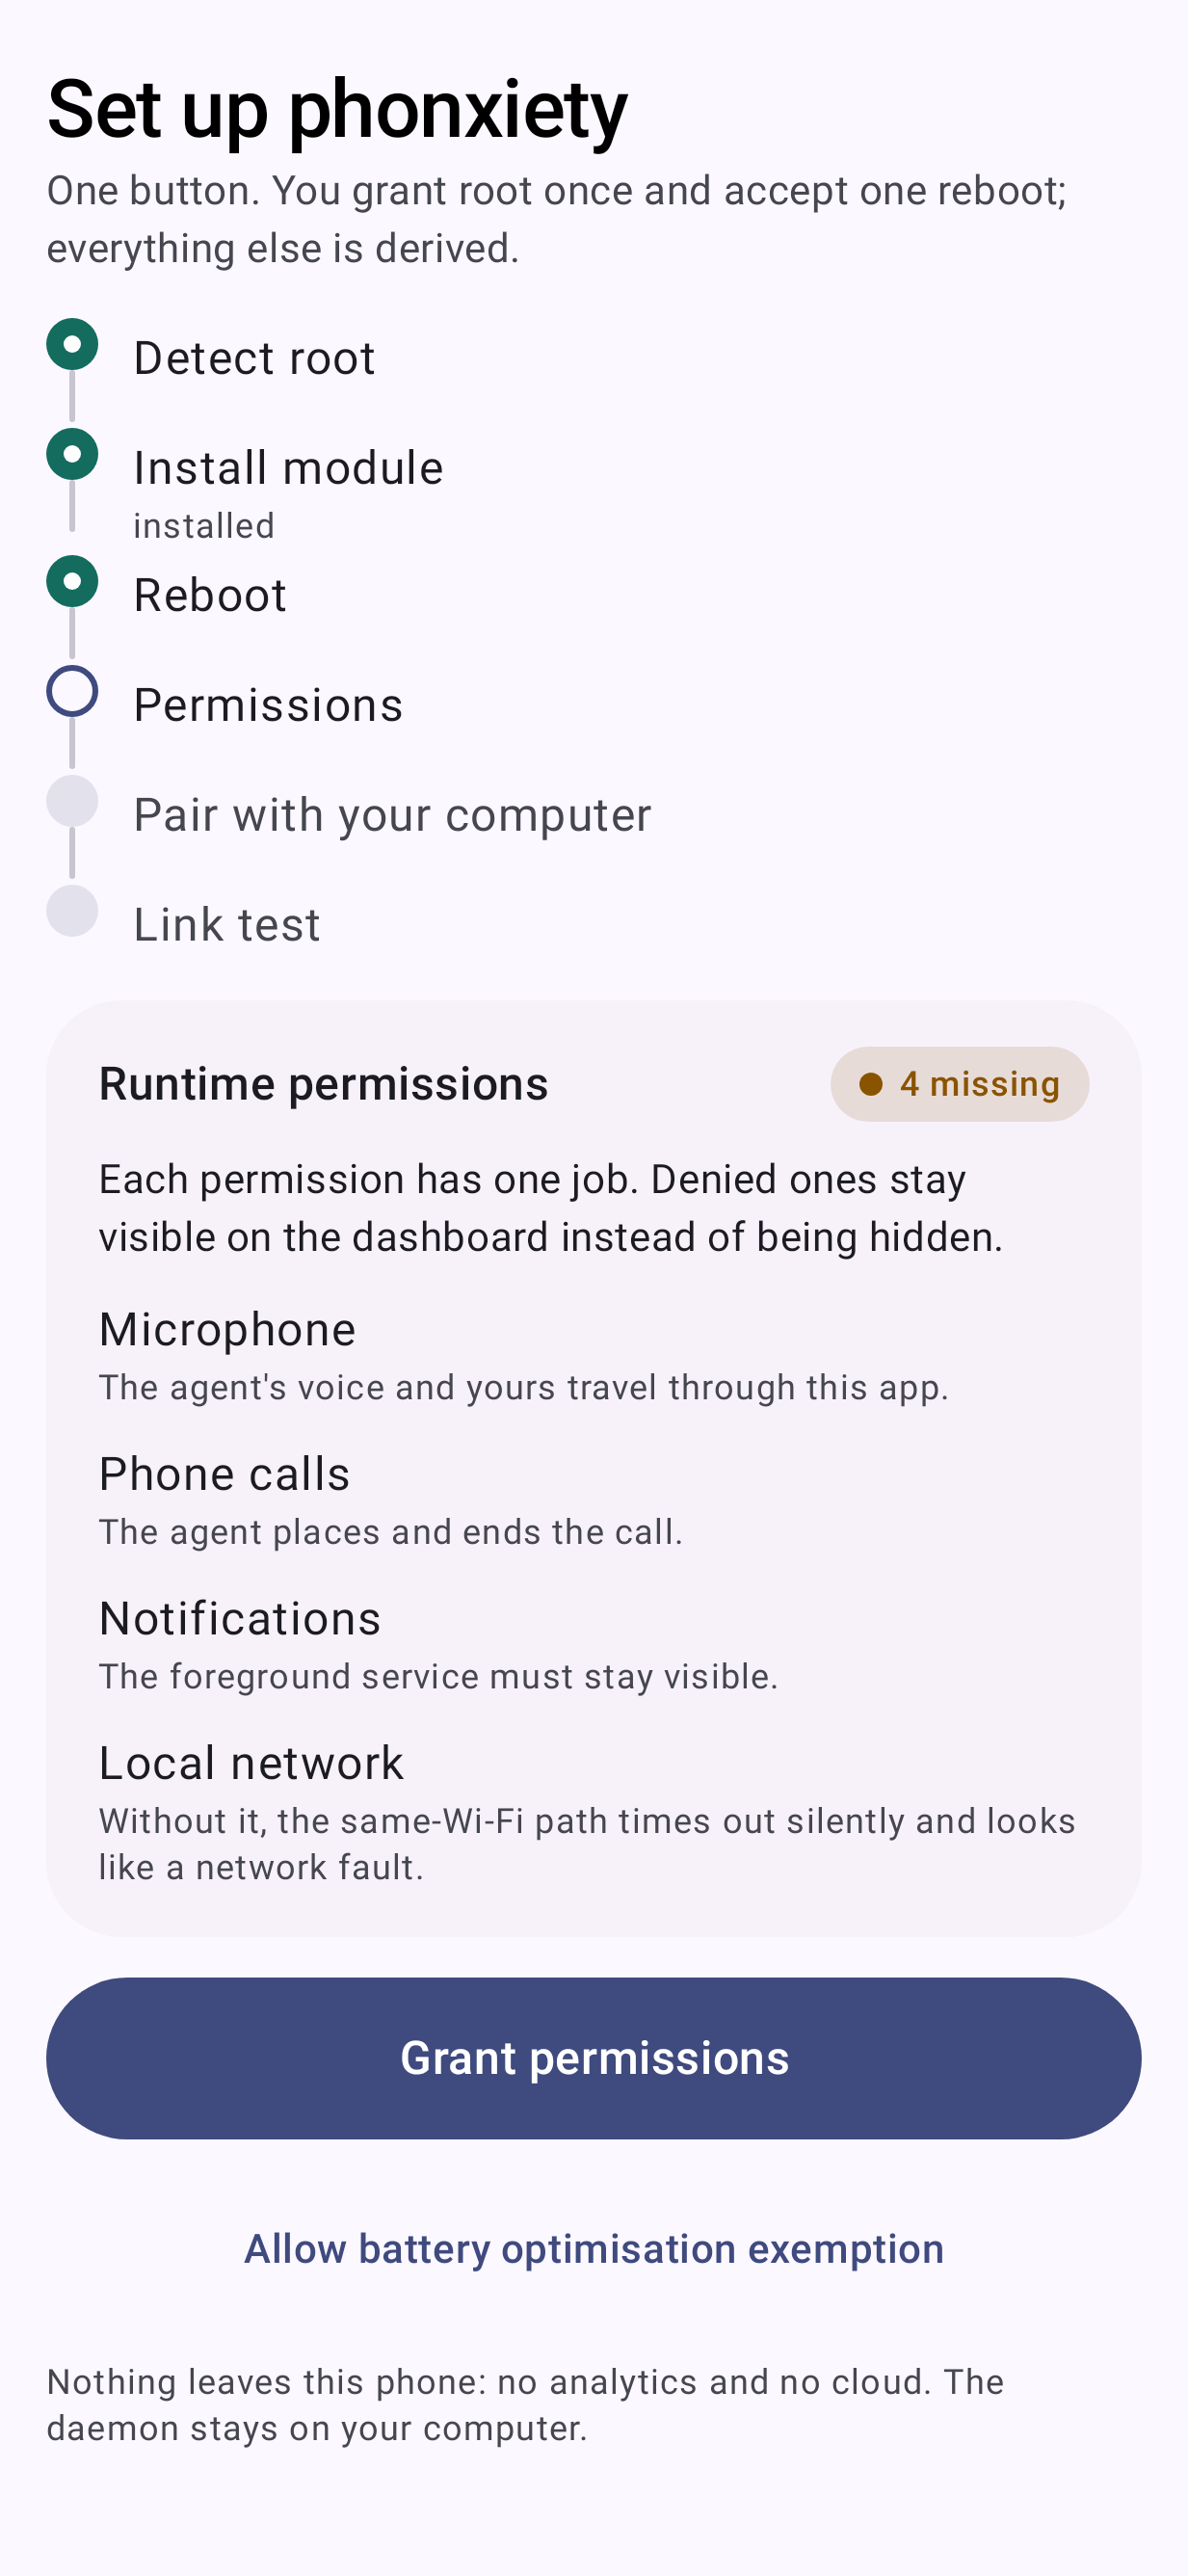 Set up phonxiety
One button. You grant root once and accept one reboot;
everything else is derived.
Detect root
Install module
installed
Reboot
Permissions
Pair with your computer
Link test
Runtime permissions
4 missing
Each permission has one job. Denied ones stay
visible on the dashboard instead of being hidden.
Microphone
The agent's voice and yours travel through this app.
Phone calls
The agent places and ends the call.
Notifications
The foreground service must stay visible.
Local network
Without it, the same-Wi-Fi path times out silently and looks
like a network fault.
Grant permissions
Allow battery optimisation exemption
Nothing leaves this phone: no analytics and no cloud. The
daemon stays on your computer.